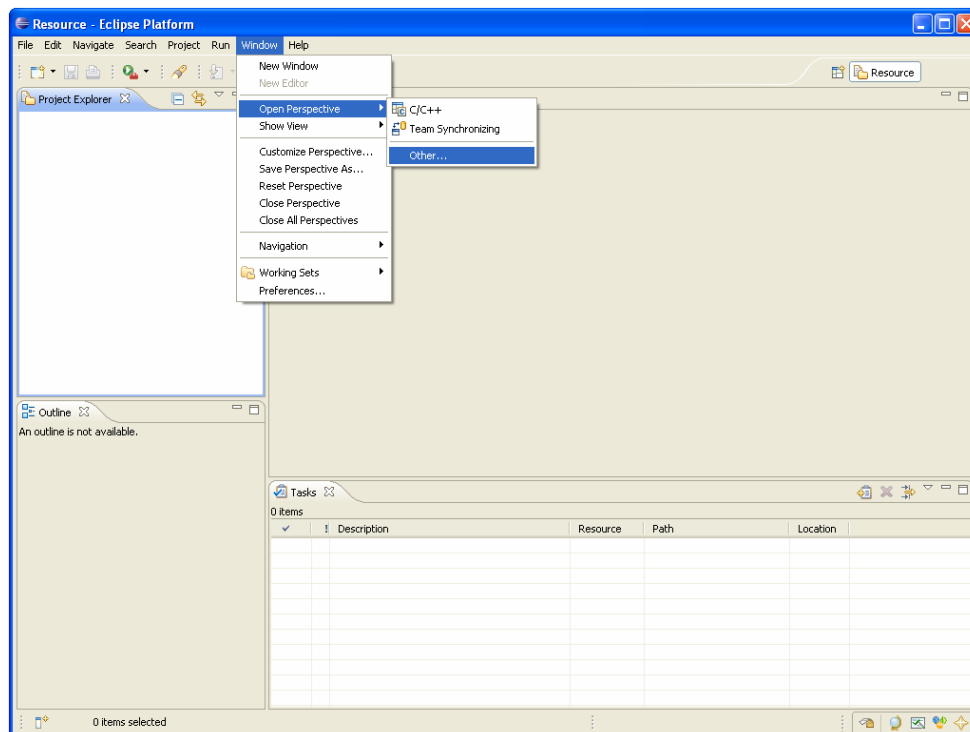 Resource - Eclipse Platform
File Edit Navigate Search Project Run Window Help
Resource
Project Explorer
New Window
New Editor
Open Perspective
Show View
Customize Perspective...
Save Perspective As...
Reset Perspective
Close Perspective
Close All Perspectives
Navigation
Working Sets
Preferences...
C/C++
Team Synchronizing
Other...
Outline
An outline is not available.
Tasks
0 items
! Description Resource Path Location
0 items selected